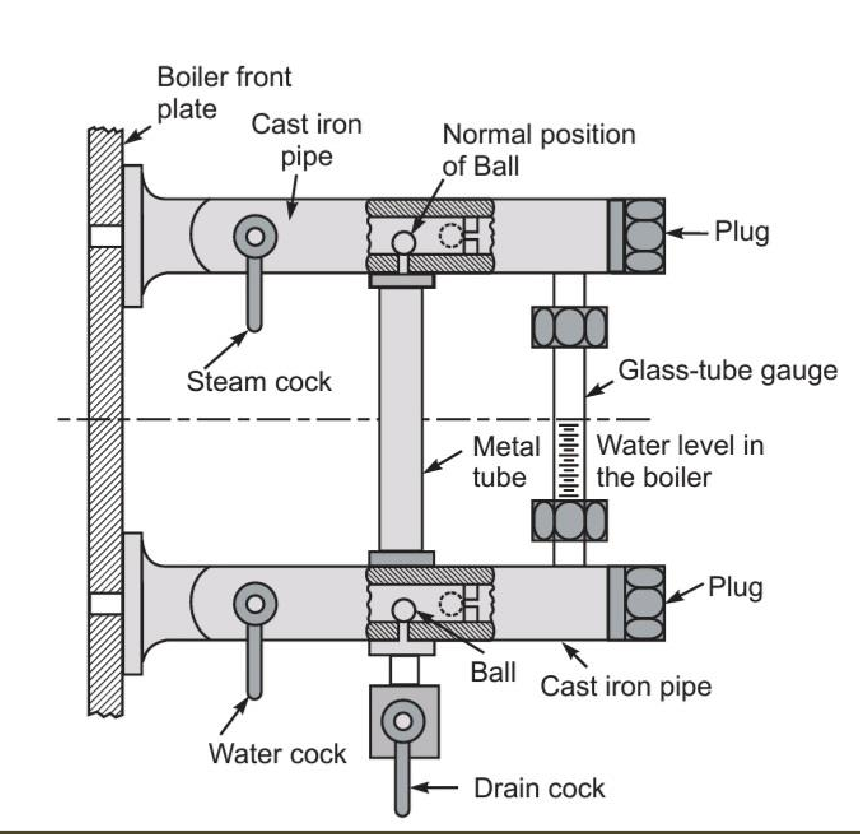 Boiler front
plate
Cast iron
pipe
Normal position
of Ball
Plug
Steam cock
Glass-tube gauge
Metal
tube
Water level in
the boiler
Plug
Ball
Cast iron pipe
Water cock
Drain cock